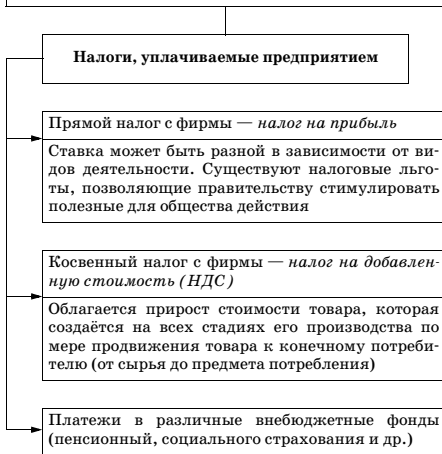 Налоги, уплачиваемые предприятием
Прямой налог с фирмы — налог на прибыль
Ставка может быть разной в зависимости от ви-
дов деятельности. Существуют налоговые льго-
ты, позволяющие правительству стимулировать
полезные для общества действия
Косвенный налог с фирмы — налог на добавлен-
ную стоимость (НДС)
Облагается прирост стоимости товара, которая
создаётся на всех стадиях его производства по
мере продвижения товара к конечному потреби-
телю (от сырья до предмета потребления)
Платежи в различные внебюджетные фонды
(пенсионный, социального страхования и др.)